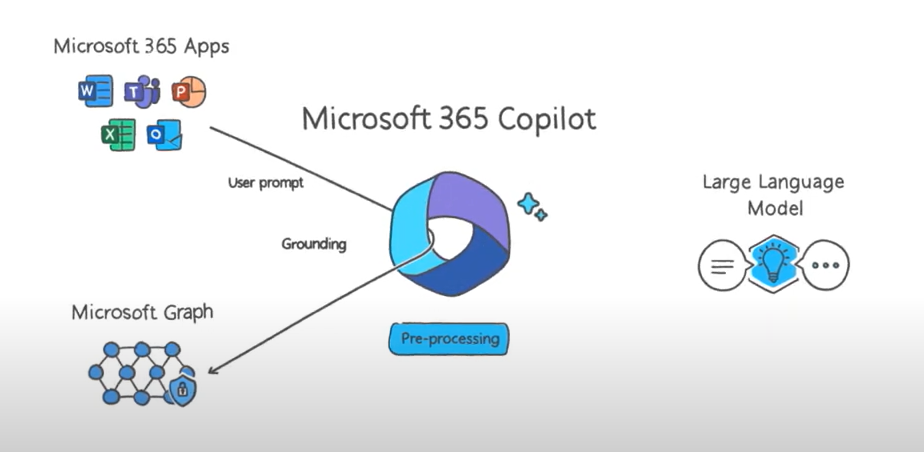 Microsoft 365 Apps
W
T
P
X
O
Microsoft 365 Copilot
User prompt
Grounding
Large Language
Model
Microsoft Graph
Pre-processing